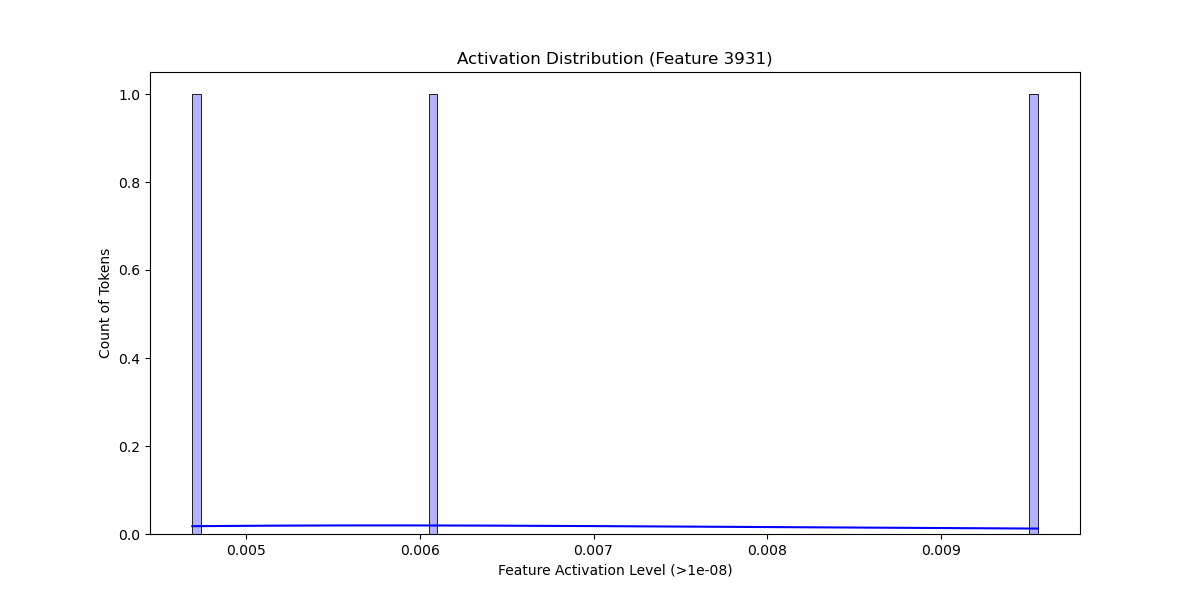 Activation Distribution (Feature 3931)
1.0
0.8
0.6
0.4
0.2
0.0
Count of Tokens
0.005 0.006 0.007 0.008 0.009
Feature Activation Level (>1e-08)